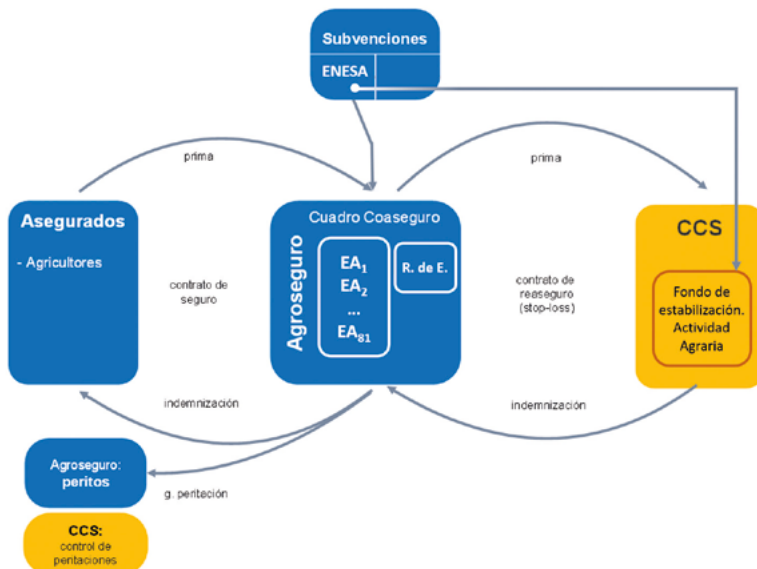 Subvenciones
ENESA
prima
prima
Asegurados
- Agricultores
contrato de
seguro
Cuadro Coaseguro
Agroseguro
EA1
EA2
...
EA81
R. de E.
contrato de
reaseguro
(stop-loss)
CCS
Fondo de
estabilización.
Actividad
Agraria
indemnización
indemnización
Agroseguro:
peritos
g. peritación
CCS:
control de
peritaciones